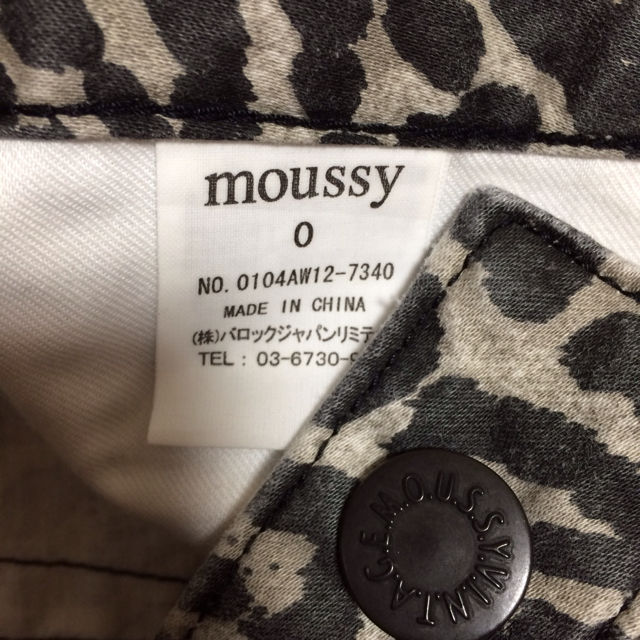 moussy
0
NO. 0104AW12-7340
MADE IN CHINA
(株)バロックジャパンリミテ
TEL : 03-6730-9
M.O.U.S.S.Y.V.I.N.T.A.G.E.